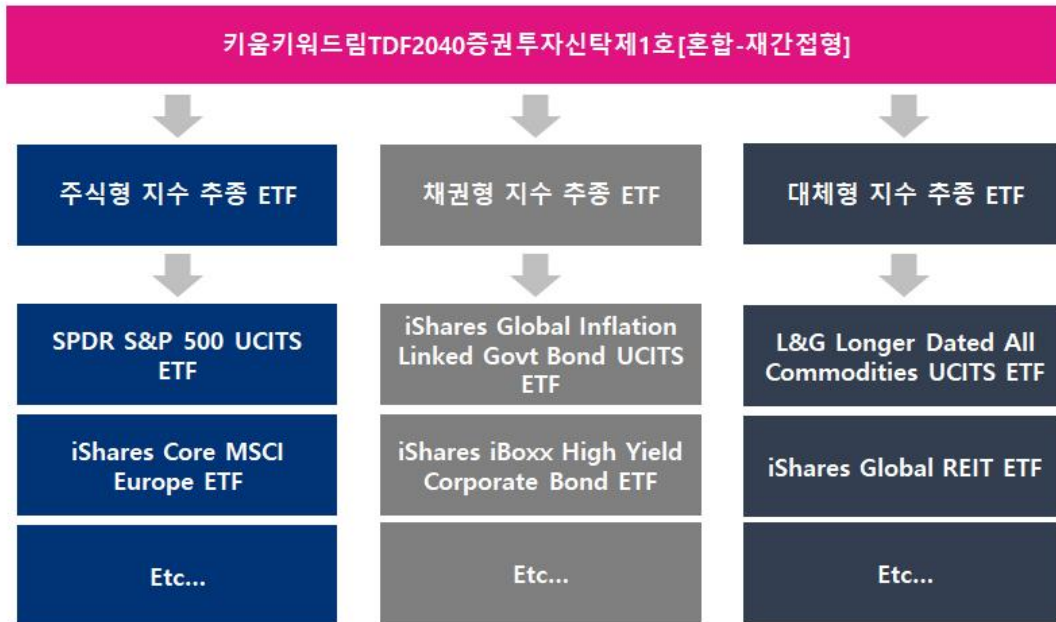 키움키워드림TDF2040증권투자신탁제1호[혼합-재간접형]
주식형 지수 추종 ETF
채권형 지수 추종 ETF
대체형 지수 추종 ETF
SPDR S&P 500 UCITS
ETF
iShares Global Inflation
Linked Govt Bond UCITS
ETF
L&G Longer Dated All
Commodities UCITS ETF
iShares Core MSCI
Europe ETF
iShares iBoxx High Yield
Corporate Bond ETF
iShares Global REIT ETF
Etc...
Etc...
Etc...